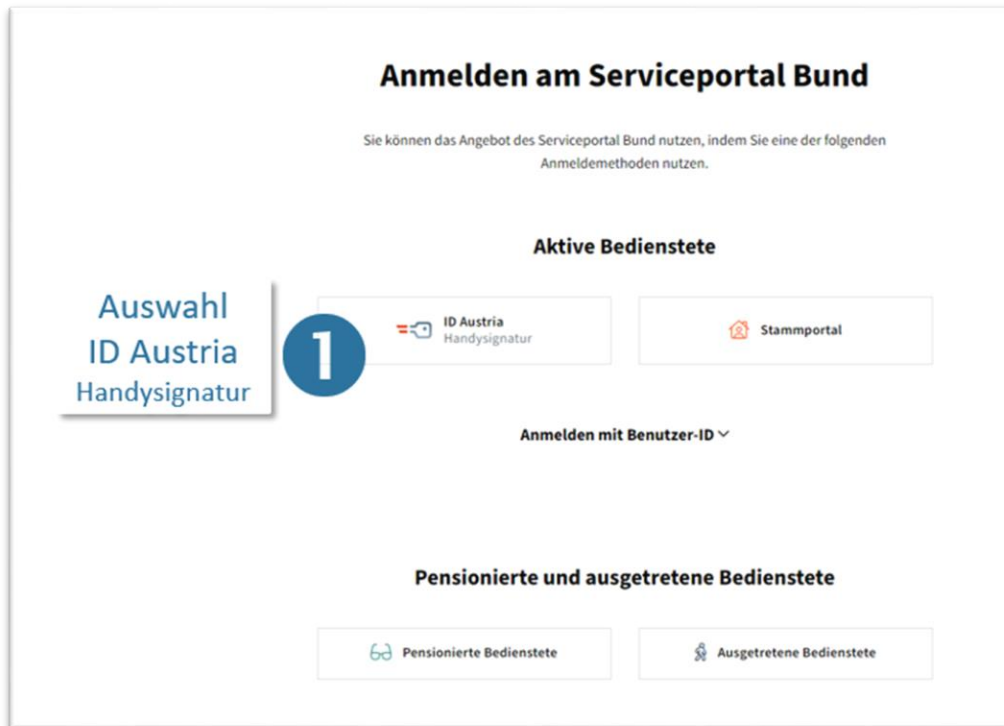 Anmelden am Serviceportal Bund
Sie können das Angebot des Serviceportal Bund nutzen, indem Sie eine der folgenden
Anmeldemethoden nutzen.
Aktive Bedienstete
Auswahl
ID Austria
Handysignatur
1
ID Austria
Handysignatur
Stammportal
Anmelden mit Benutzer-ID
Pensionierte und ausgetretene Bedienstete
Pensionierte Bedienstete
Ausgetretene Bedienstete